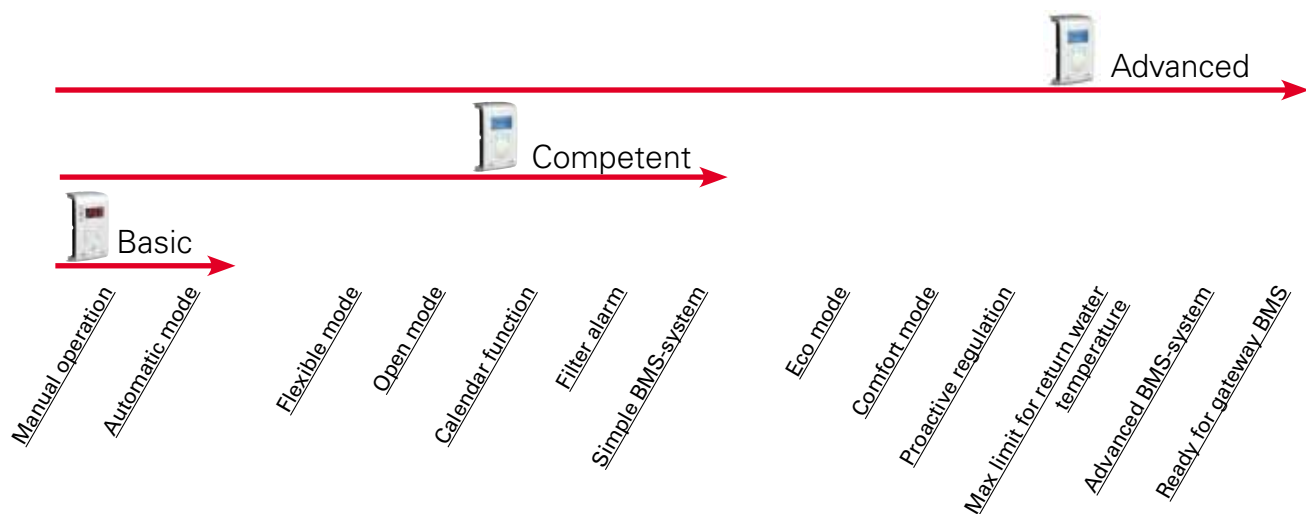 Advanced
Competent
Basic
Manual operation
Automatic mode
Flexible mode
Open mode
Calendar function
Filter alarm
Simple BMS-system
Eco mode
Comfort mode
Proactive regulation
Max limit for return water
temperature
Advanced BMS-system
Ready for gateway BMS